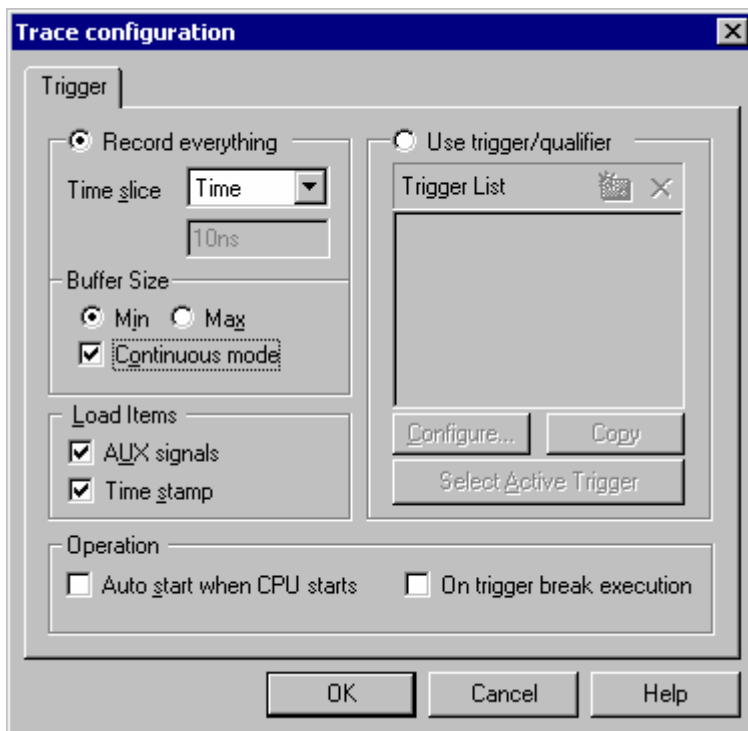 Trace configuration
Trigger
Record everything
Time slice Time
10ns
Buffer Size
Min Max
Continuous mode
Load Items
AUX signals
Time stamp
Use trigger/qualifier
Trigger List
Configure... Copy
Select Active Trigger
Operation
Auto start when CPU starts On trigger break execution
OK Cancel Help